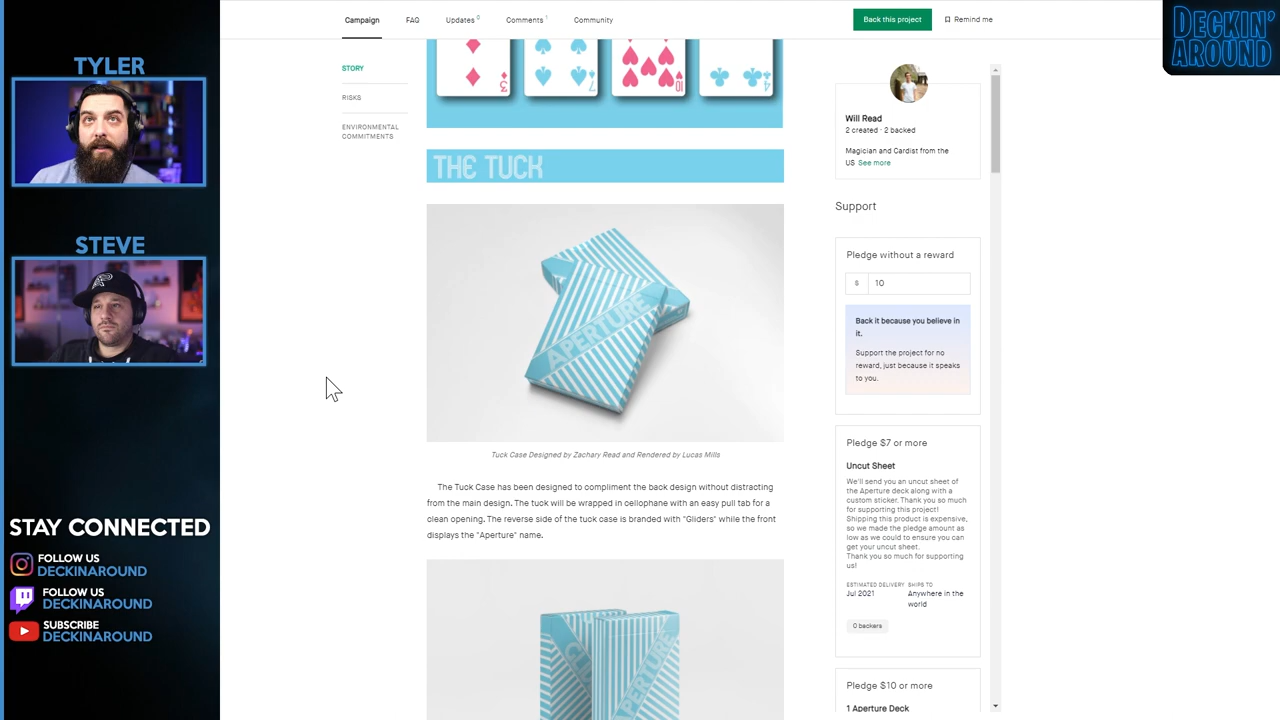 TYLER
STEVE
STAY CONNECTED
FOLLOW US
DECKINAROUND
FOLLOW US
DECKINAROUND
SUBSCRIBE
DECKINAROUND
Campaign
FAQ
Updates 0
Comments 1
Community
Back this project
Remind me
DECKIN'
AROUND
STORY
RISKS
ENVIRONMENTAL
COMMITMENTS
3
7
10
4
THE TUCK
APERTURE
Tuck Case Designed by Zachary Read and Rendered by Lucas Mills
The Tuck Case has been designed to compliment the back design without distracting
from the main design. The tuck will be wrapped in cellophane with an easy pull tab for a
clean opening. The reverse side of the tuck case is branded with "Gliders" while the front
displays the "Aperture" name.
APERTURE
Will Read
2 created · 2 backed
Magician and Cardist from the
US See more
Support
Pledge without a reward
$ 10
Back it because you believe in
it.
Support the project for no
reward, just because it speaks
to you.
Pledge $7 or more
Uncut Sheet
We'll send you an uncut sheet of
the Aperture deck along with a
custom sticker. Thank you so much
for supporting this project!
Shipping this product is expensive,
so we made the pledge amount as
low as we could to ensure you can
get your uncut sheet.
Thank you so much for supporting
us!
ESTIMATED DELIVERY SHIPS TO
Jul 2021 Anywhere in the
world
0 backers
Pledge $10 or more
1 Aperture Deck